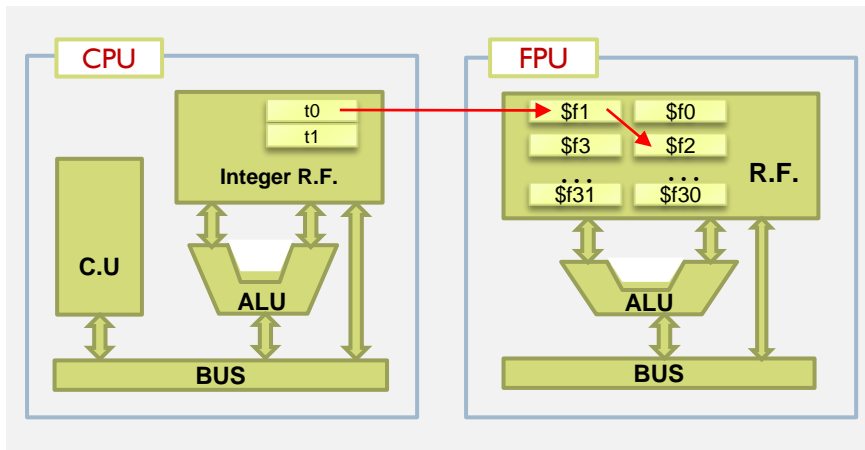 CPU
t0
t1
Integer R.F.
C.U
ALU
BUS
FPU
$f1 $f0
$f3 $f2
... ...
$f31 $f30
R.F.
ALU
BUS